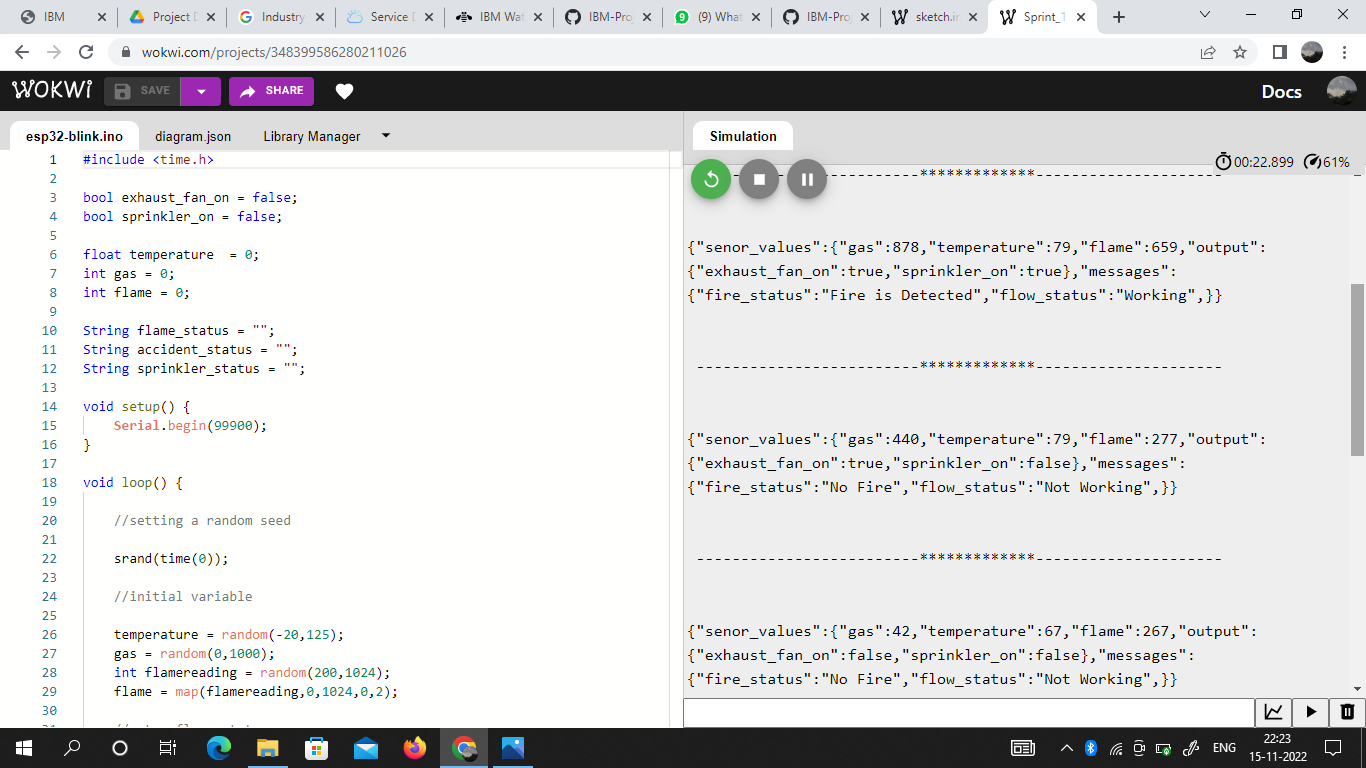 IBM
Project D
Industry
Service D
IBM Wat
IBM-Proj
(9) What
IBM-Proj
sketch.in
Sprint_1
wokwi.com/projects/348399586280211026
WOKWI
SAVE
SHARE
Docs
esp32-blink.ino
diagram.json
Library Manager
Simulation
1 #include <time.h>
2
3 bool exhaust_fan_on = false;
4 bool sprinkler_on = false;
5
6 float temperature  = 0;
7 int gas = 0;
8 int flame = 0;
9
10 String flame_status = "";
11 String accident_status = "";
12 String sprinkler_status = "";
13
14 void setup() {
15 Serial.begin(99900);
16 }
17
18 void loop() {
19
20 //setting a random seed
21
22 srand(time(0));
23
24 //initial variable
25
26 temperature = random(-20,125);
27 gas = random(0,1000);
28 int flamereading = random(200,1024);
29 flame = map(flamereading,0,1024,0,2);
30
00:22.899
61%
-------------------------*************---------------------
{"senor_values":{"gas":878,"temperature":79,"flame":659,"output":
{"exhaust_fan_on":true,"sprinkler_on":true},"messages":
{"fire_status":"Fire is Detected","flow_status":"Working",}}
-------------------------*************---------------------
{"senor_values":{"gas":440,"temperature":79,"flame":277,"output":
{"exhaust_fan_on":true,"sprinkler_on":false},"messages":
{"fire_status":"No Fire","flow_status":"Not Working",}}
-------------------------*************---------------------
{"senor_values":{"gas":42,"temperature":67,"flame":267,"output":
{"exhaust_fan_on":false,"sprinkler_on":false},"messages":
{"fire_status":"No Fire","flow_status":"Not Working",}}
ENG
22:23
15-11-2022